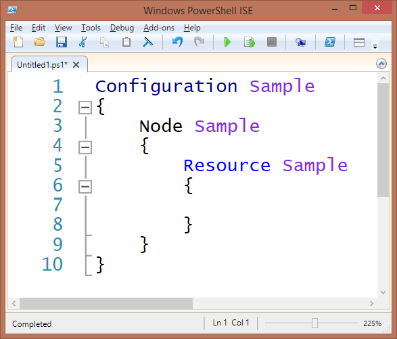 Windows PowerShell ISE
File Edit View Tools Debug Add-ons Help
Untitled1.ps1* X
1 Configuration Sample
2 {
3 Node Sample
4 {
5 Resource Sample
6 {
7
8 }
9 }
10 }
Completed Ln 1 Col 1 225%